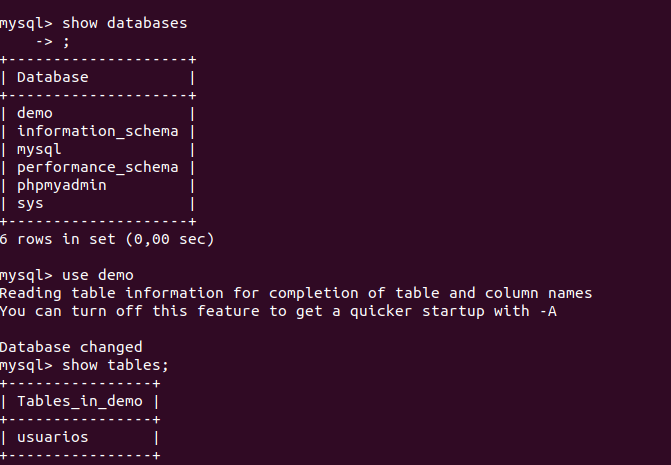 mysql> show databases
    -> ;
+--------------------+
| Database           |
+--------------------+
| demo               |
| information_schema |
| mysql              |
| performance_schema |
| phpmyadmin         |
| sys                |
+--------------------+
6 rows in set (0,00 sec)

mysql> use demo
Reading table information for completion of table and column names
You can turn off this feature to get a quicker startup with -A

Database changed
mysql> show tables;
+----------------+
| Tables_in_demo |
+----------------+
| usuarios       |
+----------------+